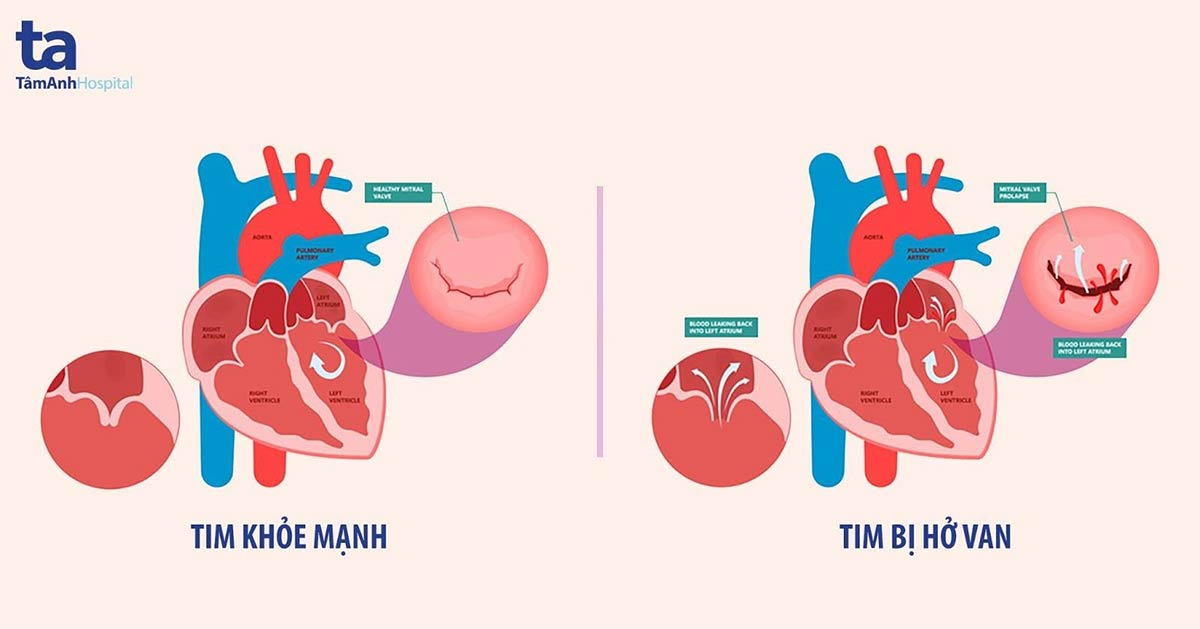 ta
TâmAnhHospital
HEALTHY MITRAL
VALVE
AORTA
PULMONARY
ARTERY
LEFT
ATRIUM
RIGHT
ATRIUM
RIGHT
VENTRICLE
LEFT
VENTRICLE
TIM KHỎE MẠNH
MITRAL VALVE
PROLAPSE
AORTA
PULMONARY
ARTERY
BLOOD LEAKING BACK
INTO LEFT ATRIUM
RIGHT
ATRIUM
BLOOD LEAKING BACK
INTO LEFT ATRIUM
RIGHT
VENTRICLE
LEFT
VENTRICLE
TIM BỊ HỞ VAN